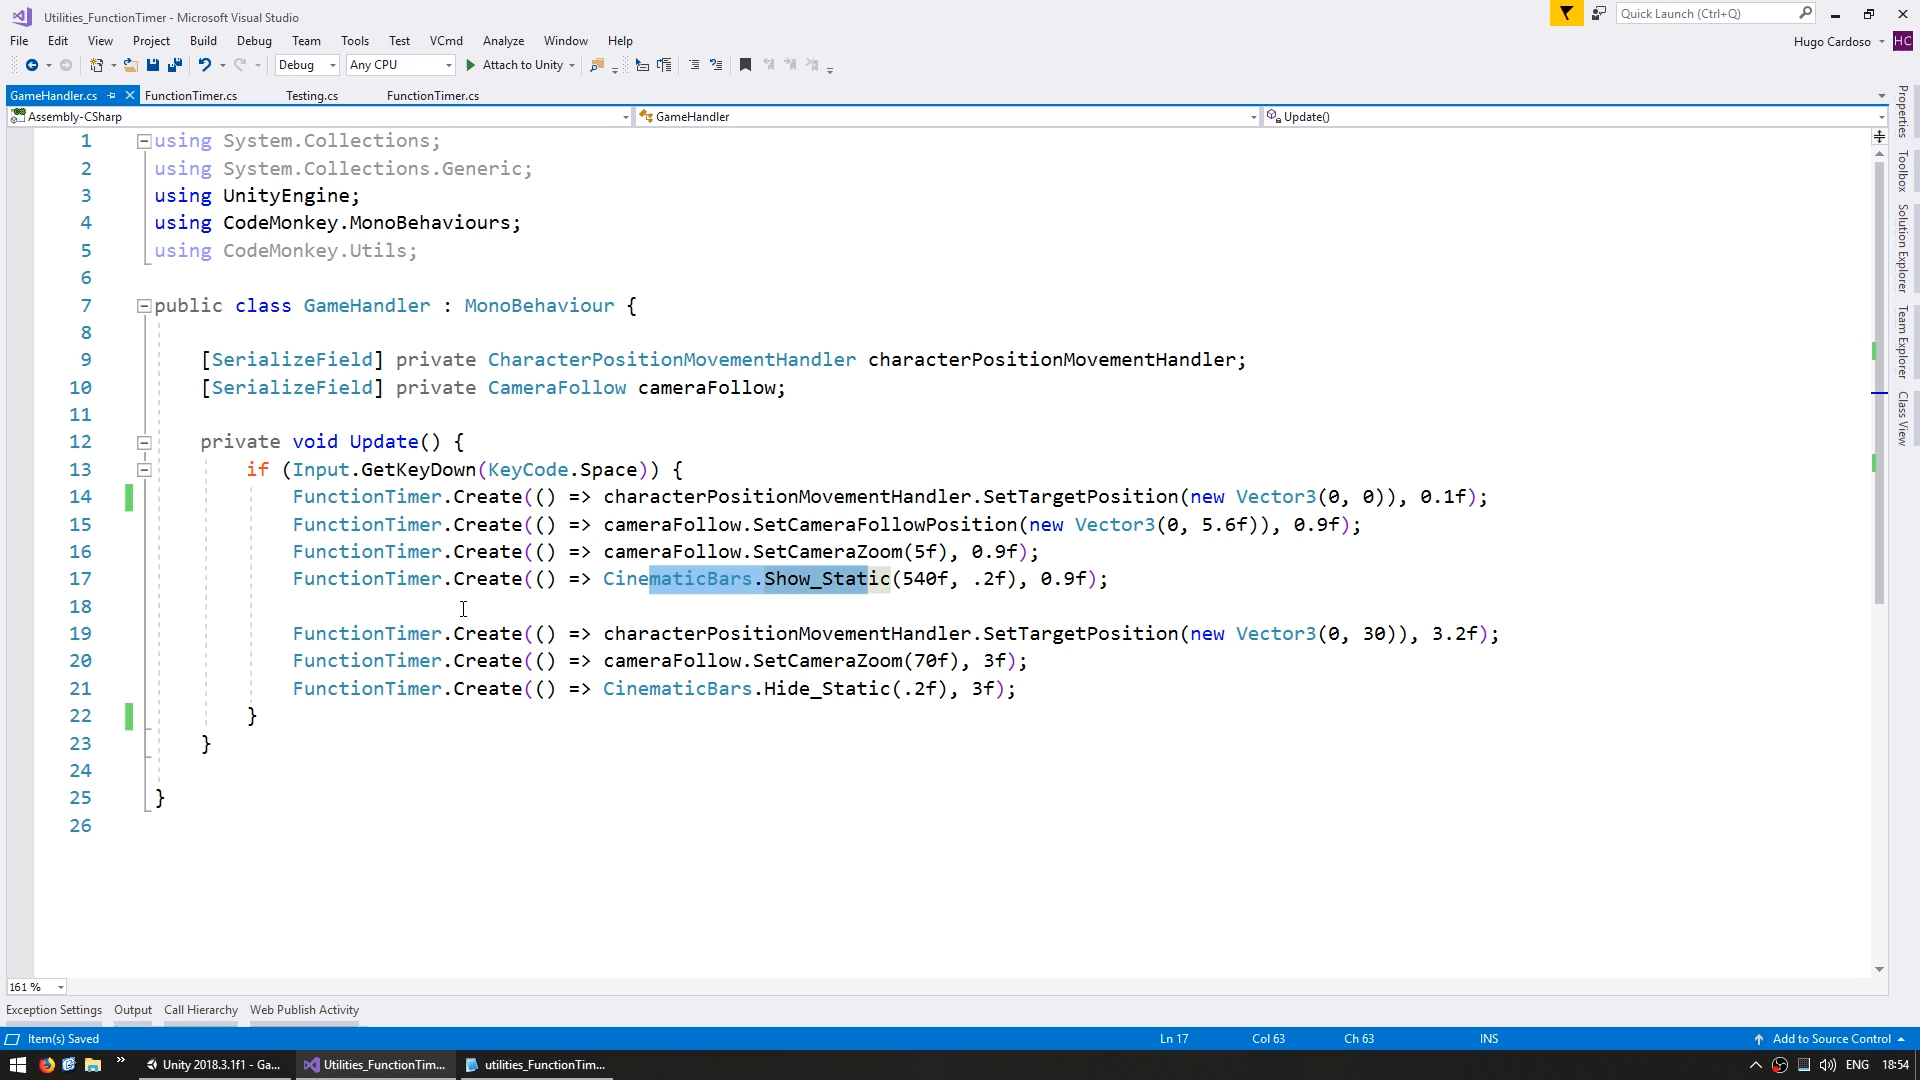 Utilities_FunctionTimer - Microsoft Visual Studio
Quick Launch (Ctrl+Q)
File Edit View Project Build Debug Team Tools Test VCmd Analyze Window Help
Hugo Cardoso HC
Debug Any CPU Attach to Unity
GameHandler.cs FunctionTimer.cs Testing.cs FunctionTimer.cs
Assembly-CSharp GameHandler Update()
1 using System.Collections;
2 using System.Collections.Generic;
3 using UnityEngine;
4 using CodeMonkey.MonoBehaviours;
5 using CodeMonkey.Utils;
6
7 public class GameHandler : MonoBehaviour {
8
9 [SerializeField] private CharacterPositionMovementHandler characterPositionMovementHandler;
10 [SerializeField] private CameraFollow cameraFollow;
11
12 private void Update() {
13 if (Input.GetKeyDown(KeyCode.Space)) {
14 FunctionTimer.Create(() => characterPositionMovementHandler.SetTargetPosition(new Vector3(0, 0)), 0.1f);
15 FunctionTimer.Create(() => cameraFollow.SetCameraFollowPosition(new Vector3(0, 5.6f)), 0.9f);
16 FunctionTimer.Create(() => cameraFollow.SetCameraZoom(5f), 0.9f);
17 FunctionTimer.Create(() => CinematicBars.Show_Static(540f, .2f), 0.9f);
18
19 FunctionTimer.Create(() => characterPositionMovementHandler.SetTargetPosition(new Vector3(0, 30)), 3.2f);
20 FunctionTimer.Create(() => cameraFollow.SetCameraZoom(70f), 3f);
21 FunctionTimer.Create(() => CinematicBars.Hide_Static(.2f), 3f);
22 }
23 }
24
25 }
26
Properties
Toolbox
Solution Explorer
Team Explorer
Class View
161 %
Exception Settings Output Call Hierarchy Web Publish Activity
Item(s) Saved Ln 17 Col 63 Ch 63 INS Add to Source Control
Unity 2018.3.1f1 - Ga... Utilities_FunctionTim... utilities_FunctionTim... ENG 18:54